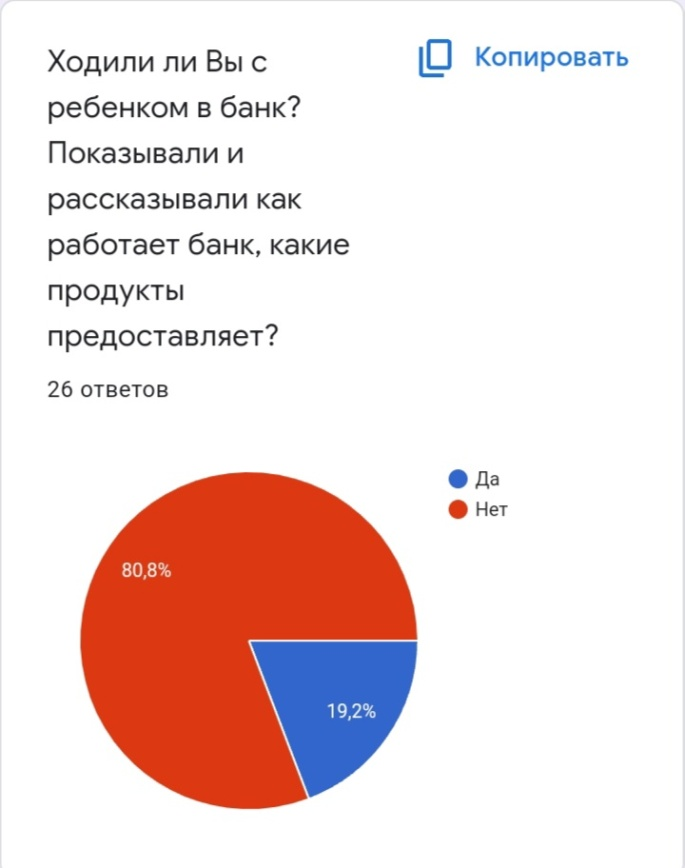 Ходили ли Вы с
ребенком в банк?
Показывали и
рассказывали как
работает банк, какие
продукты
предоставляет?
Копировать
26 ответов
Да
Нет
80,8%
19,2%